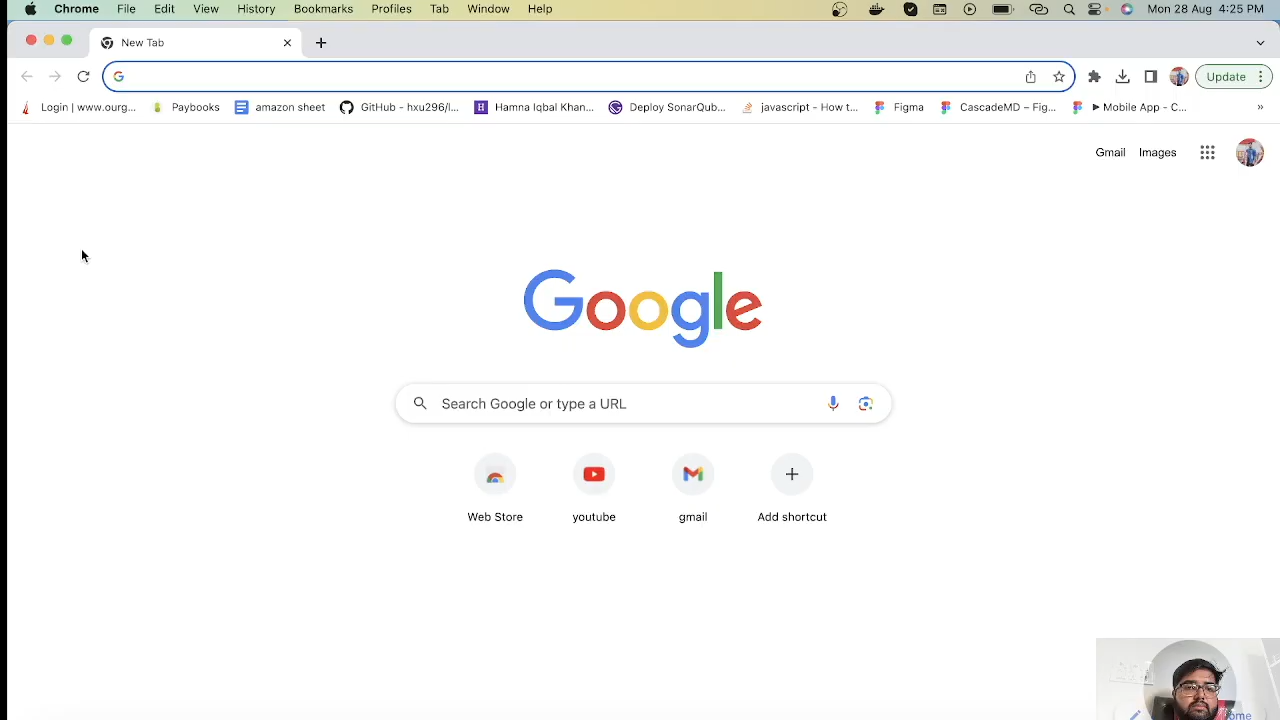 Chrome File Edit View History Bookmarks Profiles Tab Window Help Mon 28 Aug 4:25 PM
New Tab
Update
Login | www.ourg... Paybooks amazon sheet GitHub - hxu296/l... Hamna Iqbal Khan... Deploy SonarQub... javascript - How t... Figma CascadeMD – Fig... Mobile App - C...
Gmail Images
Google
Search Google or type a URL
Web Store youtube gmail Add shortcut